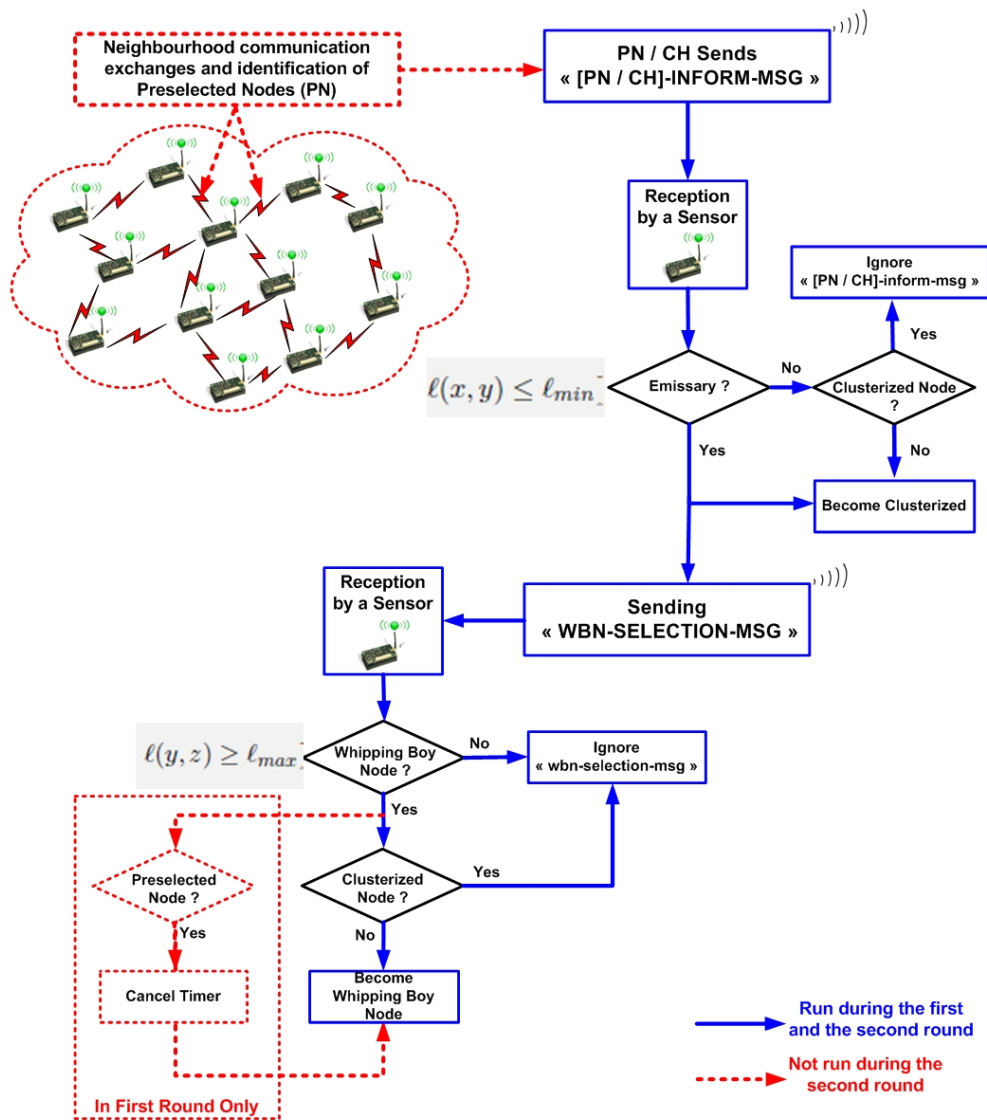 Neighbourhood communication
exchanges and identification of
Preselected Nodes (PN)
PN / CH Sends
« [PN / CH]-INFORM-MSG »
Reception
by a Sensor
Ignore
« [PN / CH]-inform-msg »
Yes
ℓ(x, y) ≤ ℓmin]
Emissary ?
No
Clusterized Node
?
Yes
No
Become Clusterized
Reception
by a Sensor
Sending
« WBN-SELECTION-MSG »
ℓ(y, z) ≥ ℓmax]
Whipping Boy
Node ?
No
Ignore
« wbn-selection-msg »
Yes
Preselected
Node ?
Clusterized
Node ?
Yes
Yes
No
Cancel Timer
Become
Whipping Boy
Node
In First Round Only
Run during the first
and the second round
Not run during the
second round